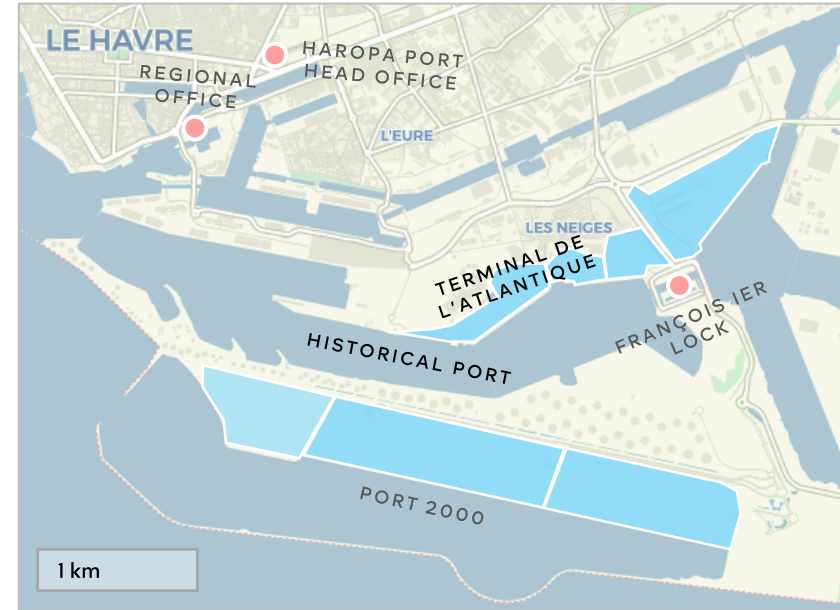 LE HAVRE
HAROPA PORT
HEAD OFFICE
REGIONAL
OFFICE
L'EURE
LES NEIGES
TERMINAL DE
L'ATLANTIQUE
FRANÇOIS IER
LOCK
HISTORICAL PORT
PORT 2000
1 km